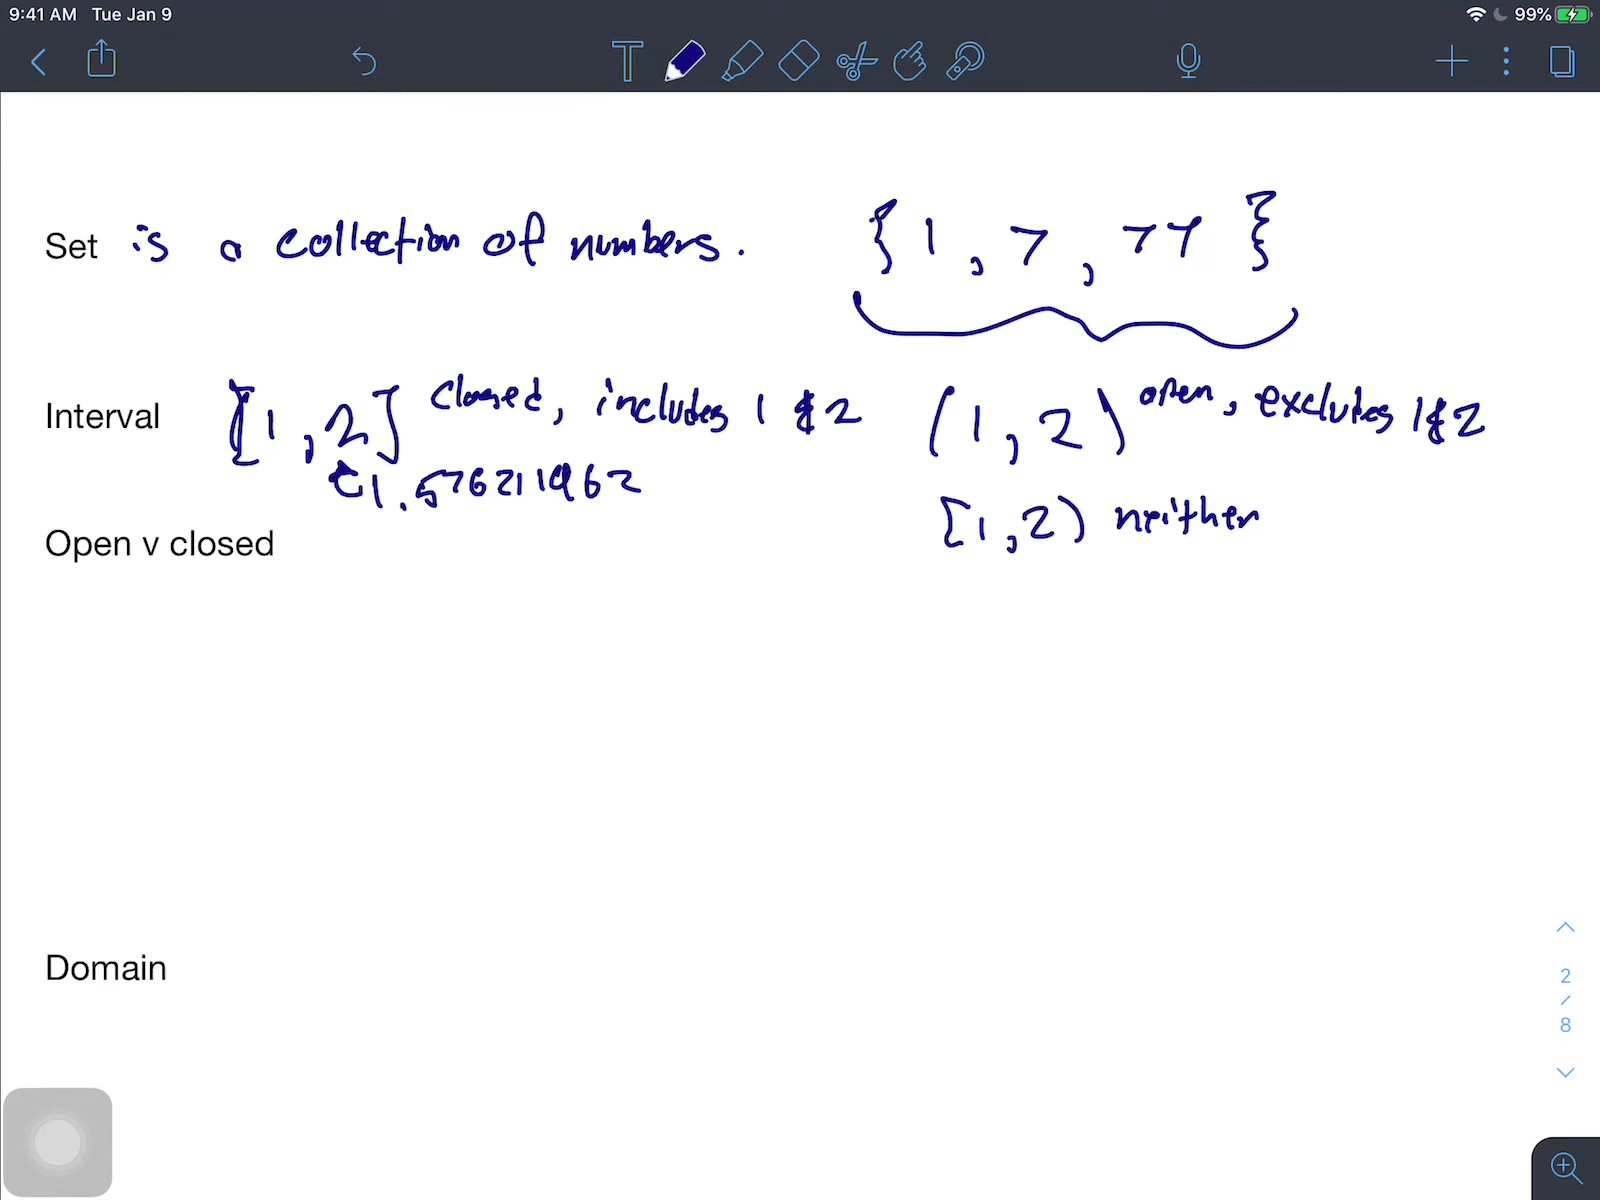 9:41 AM Tue Jan 9 99%
T
Set is a collection of numbers. { 1 , 7 , 77 }
Interval [1,2] closed, includes 1 & 2 (1,2) open, excludes 1&2
1.576211962
[1,2) neither
Open v closed
Domain
2
/
8